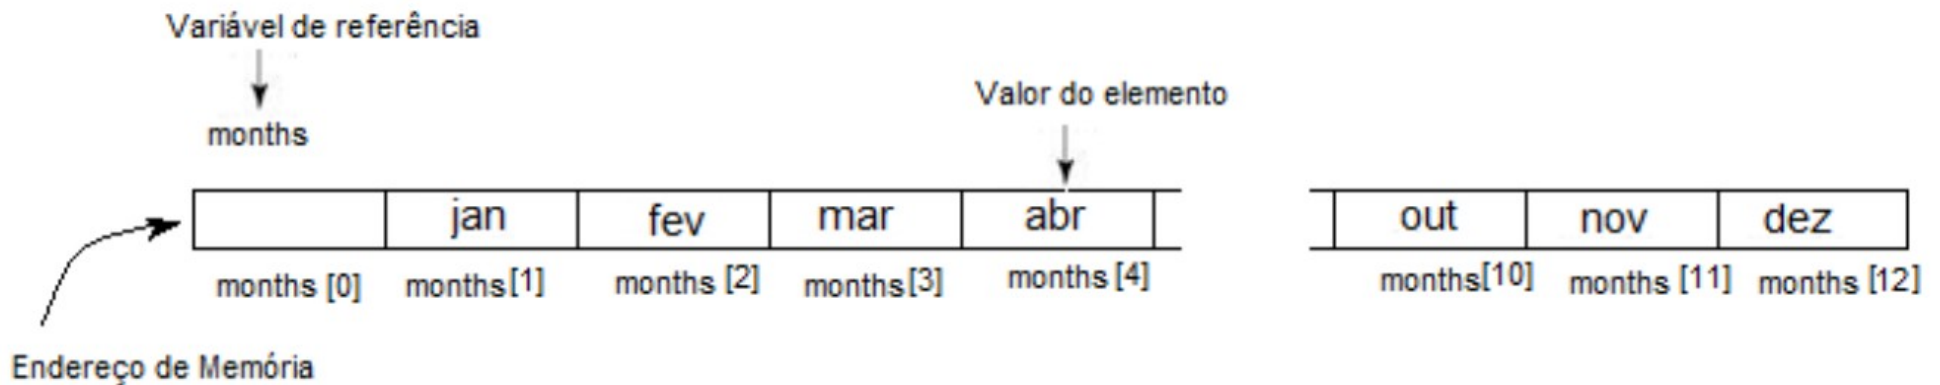 Variável de referência
months
Valor do elemento
jan fev mar abr out nov dez
months [0] months[1] months [2] months[3] months [4] months[10] months [11] months [12]
Endereço de Memória